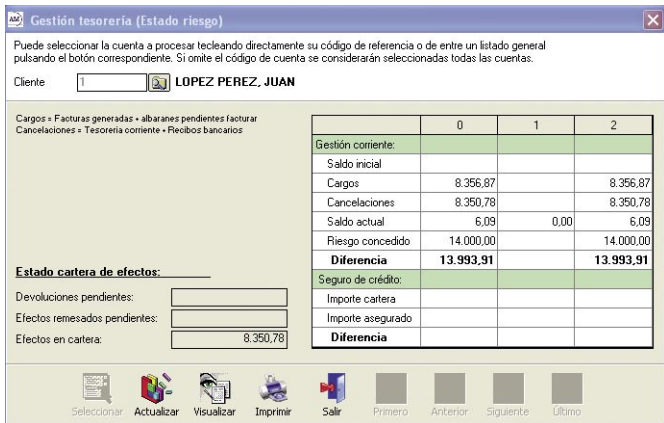 Gestión tesorería (Estado riesgo)
Puede seleccionar la cuenta a procesar tecleando directamente su código de referencia o de entre un listado general
pulsando el botón correspondiente. Si omite el código de cuenta se considerarán seleccionadas todas las cuentas.
Cliente 1 LOPEZ PEREZ, JUAN
Cargos = Facturas generadas + albaranes pendientes facturar
Cancelaciones = Tesoreria corriente + Recibos bancarios
0 1 2
Gestión corriente:
Saldo inicial
Cargos 8.356,87 8.356,87
Cancelaciones 8.350,78 8.350,78
Saldo actual 6,09 0,00 6,09
Riesgo concedido 14.000,00 14.000,00
Diferencia 13.993,91 13.993,91
Seguro de crédito:
Importe cartera
Importe asegurado
Diferencia
Estado cartera de efectos:
Devoluciones pendientes:
Efectos remesados pendientes:
Efectos en cartera: 8.350,78
Seleccionar Actualizar Visualizar Imprimir Salir Primero Anterior Siguiente Último